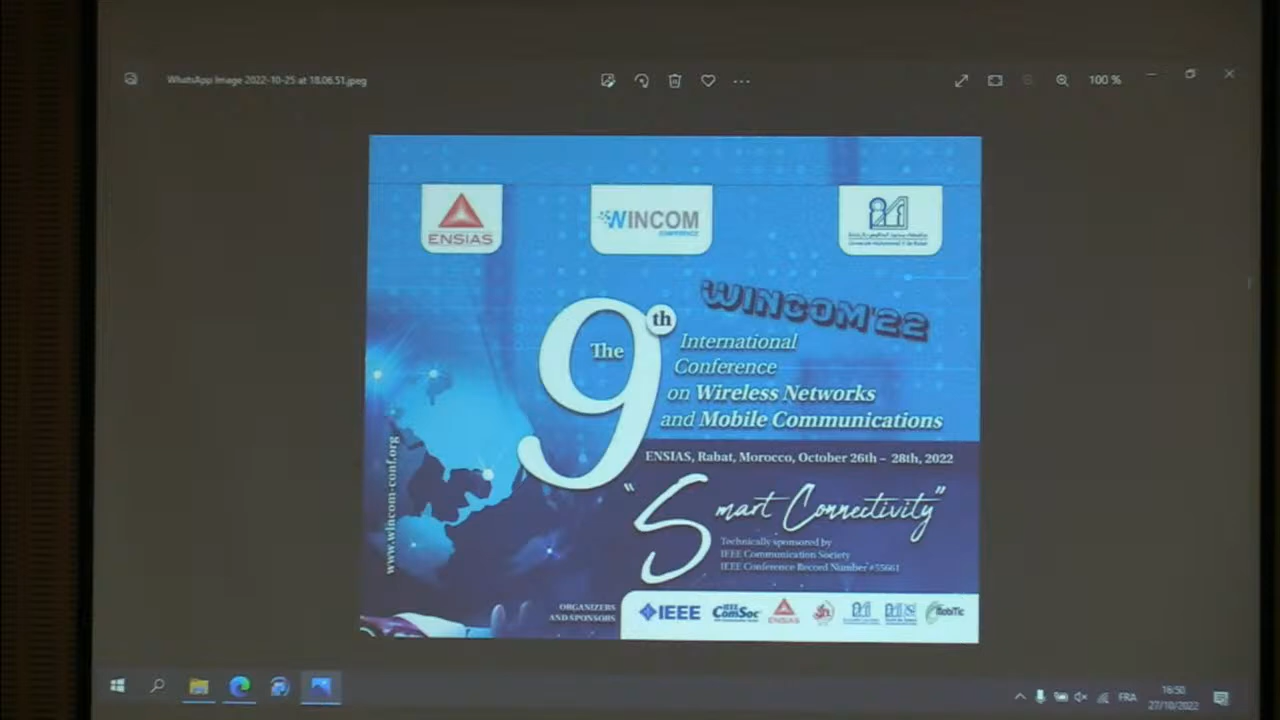 WhatsApp Image 2022-10-25 at 18.06.51.jpeg
100 %
ENSIAS
WINCOM
CONFERENCE
WINCOM'22
The 9th
International
Conference
on Wireless Networks
and Mobile Communications
ENSIAS, Rabat, Morocco, October 26th – 28th, 2022
"Smart Connectivity"
Technically sponsored by
IEEE Communication Society
IEEE Conference Record Number #55661
www.wincom-conf.org
ORGANIZERS
AND SPONSORS
IEEE
IEEE
ComSoc
ENSIAS
MobiTic
FRA
18:50
27/10/2022